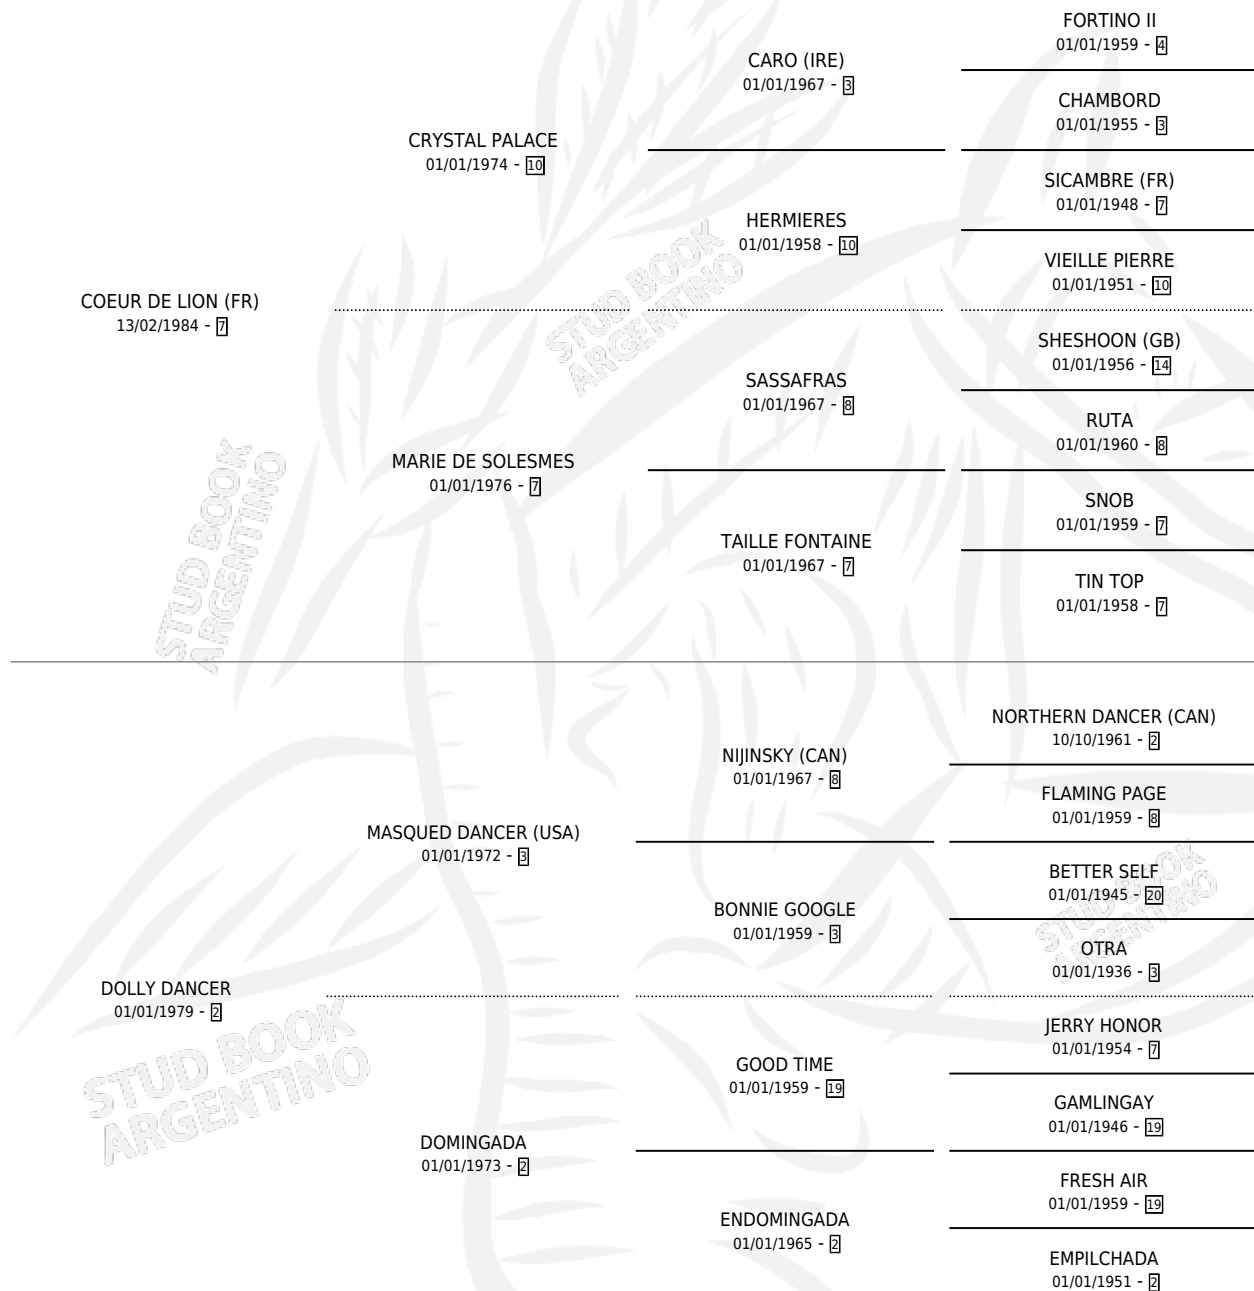 FORTINO II
01/01/1959 - 4
CARO (IRE)
01/01/1967 - 3
CHAMBORD
01/01/1955 - 3
CRYSTAL PALACE
01/01/1974 - 10
SICAMBRE (FR)
01/01/1948 - 7
HERMIERES
01/01/1958 - 10
VIEILLE PIERRE
01/01/1951 - 10
COEUR DE LION (FR)
13/02/1984 - 7
STUD BOOK
ARGENTINO
SHESHOON (GB)
01/01/1956 - 14
SASSAFRAS
01/01/1967 - 8
RUTA
01/01/1960 - 8
MARIE DE SOLESMES
01/01/1976 - 7
SNOB
01/01/1959 - 7
TAILLE FONTAINE
01/01/1967 - 7
TIN TOP
01/01/1958 - 7
STUD BOOK
ARGENTINO
NORTHERN DANCER (CAN)
10/10/1961 - 2
NIJINSKY (CAN)
01/01/1967 - 8
FLAMING PAGE
01/01/1959 - 8
MASQUED DANCER (USA)
01/01/1972 - 3
BETTER SELF
01/01/1945 - 20
BONNIE GOOGLE
01/01/1959 - 3
OTRA
01/01/1936 - 3
STUD BOOK
ARGENTINO
DOLLY DANCER
01/01/1979 - 2
JERRY HONOR
01/01/1954 - 7
GOOD TIME
01/01/1959 - 19
GAMLINGAY
01/01/1946 - 19
STUD BOOK
ARGENTINO
DOMINGADA
01/01/1973 - 2
FRESH AIR
01/01/1959 - 19
ENDOMINGADA
01/01/1965 - 2
EMPILCHADA
01/01/1951 - 2